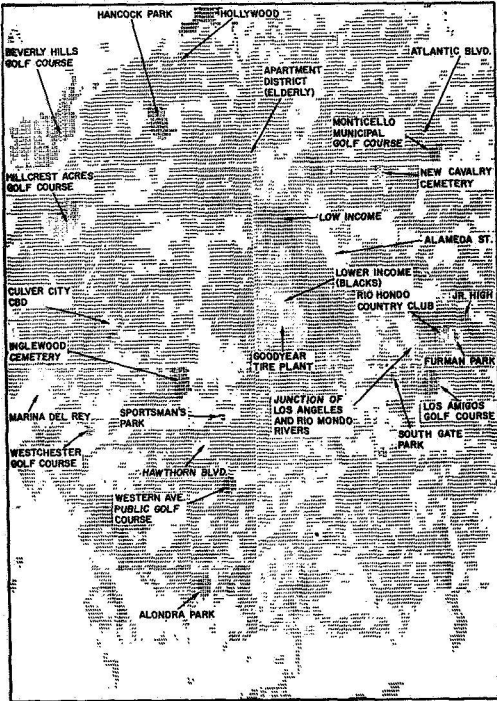 HANCOCK PARK
HOLLYWOOD
BEVERLY HILLS
GOLF COURSE
APARTMENT
DISTRICT
(ELDERLY)
ATLANTIC BLVD.
MONTICELLO
MUNICIPAL
GOLF COURSE
HILLCREST ACRES
GOLF COURSE
NEW CAVALRY
CEMETERY
LOW INCOME
ALAMEDA ST.
LOWER INCOME
(BLACKS)
CULVER CITY
CBD
RIO HONDO
COUNTRY CLUB
JR. HIGH
INGLEWOOD
CEMETERY
GOODYEAR
TIRE PLANT
FURMAN PARK
MARINA DEL REY
SPORTSMAN'S
PARK
JUNCTION OF
LOS ANGELES
AND RIO MONDO
RIVERS
LOS AMIGOS
GOLF COURSE
SOUTH GATE
PARK
WESTCHESTER
GOLF COURSE
HAWTHORN BLVD.
WESTERN AVE.
PUBLIC GOLF
COURSE
ALONDRA PARK